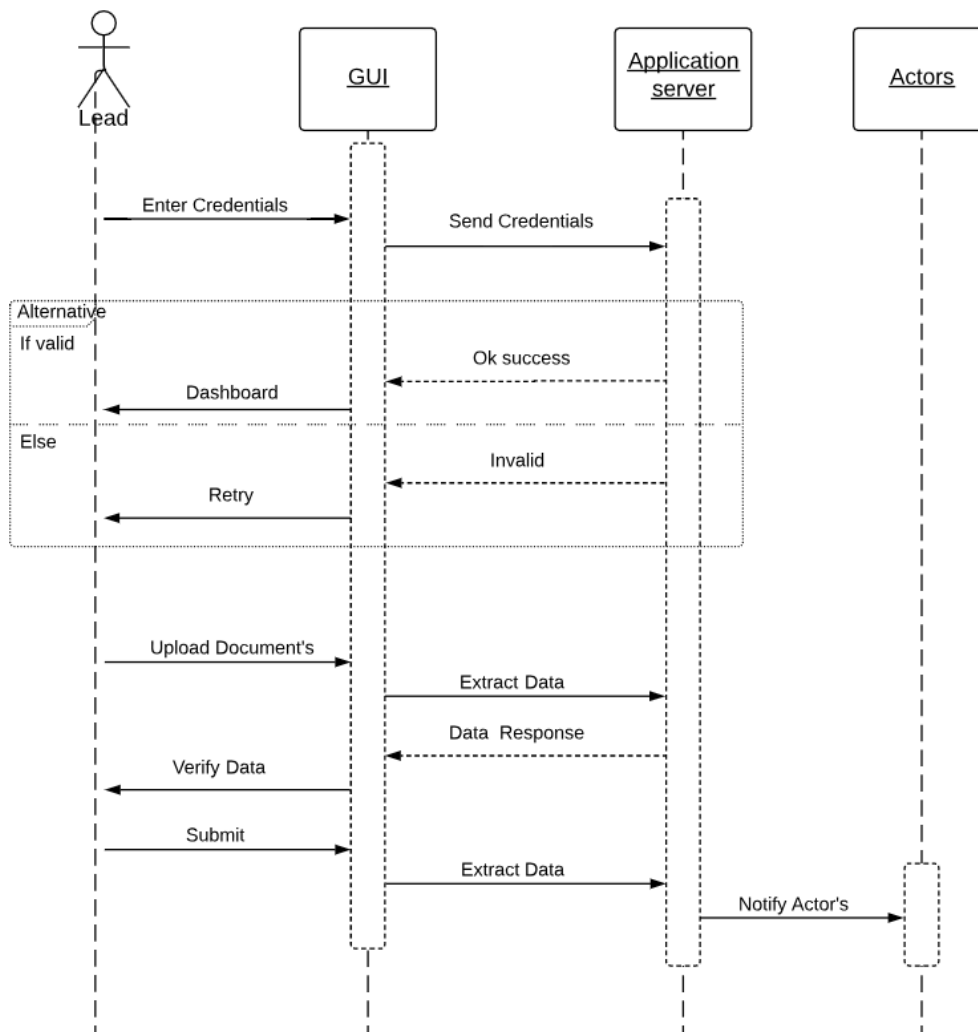 Lead
GUI
Application
server
Actors
Enter Credentials
Send Credentials
Alternative
If valid
Ok success
Dashboard
Else
Invalid
Retry
Upload Document's
Extract Data
Data Response
Verify Data
Submit
Extract Data
Notify Actor's